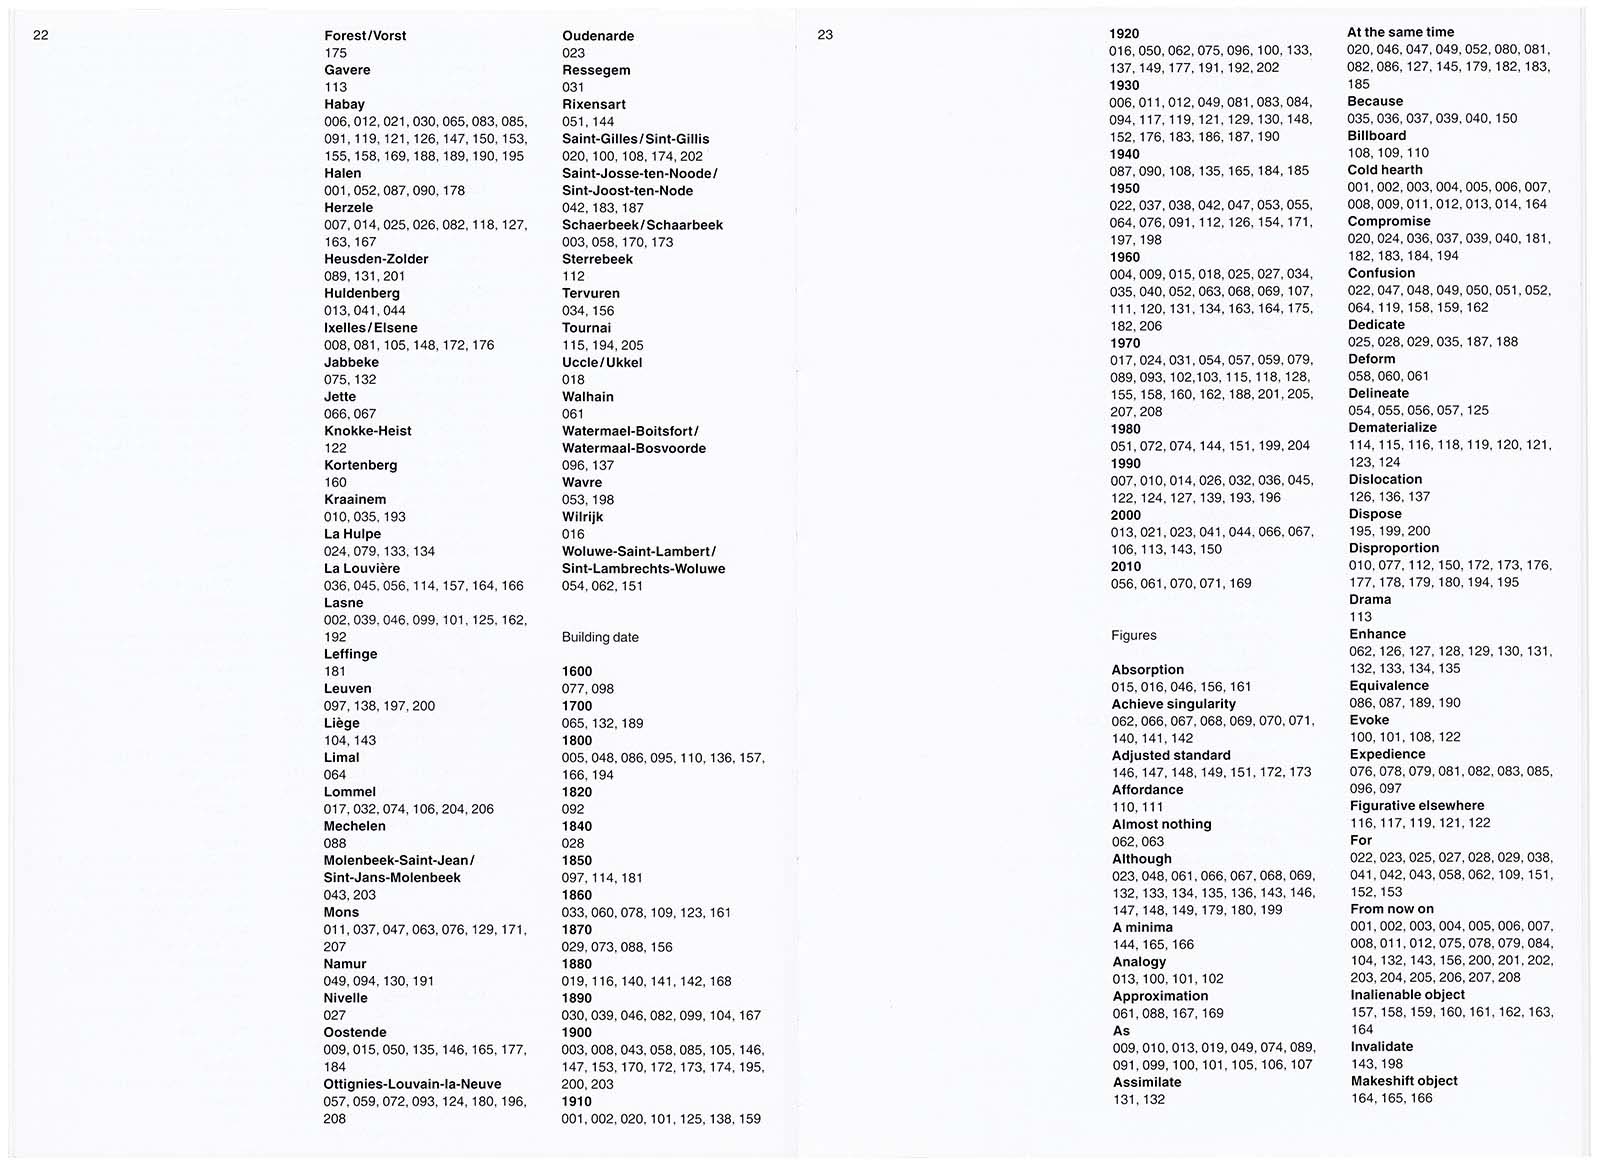 22
Forest/Vorst
175
Gavere
113
Habay
006, 012, 021, 030, 065, 083, 085,
091, 119, 121, 126, 147, 150, 153,
155, 158, 169, 188, 189, 190, 195
Halen
001, 052, 087, 090, 178
Herzele
007, 014, 025, 026, 082, 118, 127,
163, 167
Heusden-Zolder
089, 131, 201
Huldenberg
013, 041, 044
Ixelles/Elsene
008, 081, 105, 148, 172, 176
Jabbeke
075, 132
Jette
066, 067
Knokke-Heist
122
Kortenberg
160
Kraainem
010, 035, 193
La Hulpe
024, 079, 133, 134
La Louvière
036, 045, 056, 114, 157, 164, 166
Lasne
002, 039, 046, 099, 101, 125, 162,
192
Leffinge
181
Leuven
097, 138, 197, 200
Liège
104, 143
Limal
064
Lommel
017, 032, 074, 106, 204, 206
Mechelen
088
Molenbeek-Saint-Jean/
Sint-Jans-Molenbeek
043, 203
Mons
011, 037, 047, 063, 076, 129, 171,
207
Namur
049, 094, 130, 191
Nivelle
027
Oostende
009, 015, 050, 135, 146, 165, 177,
184
Ottignies-Louvain-la-Neuve
057, 059, 072, 093, 124, 180, 196,
208
Oudenarde
023
Ressegem
031
Rixensart
051, 144
Saint-Gilles/Sint-Gillis
020, 100, 108, 174, 202
Saint-Josse-ten-Noode/
Sint-Joost-ten-Node
042, 183, 187
Schaerbeek/Schaarbeek
003, 058, 170, 173
Sterrebeek
112
Tervuren
034, 156
Tournai
115, 194, 205
Uccle/Ukkel
018
Walhain
061
Watermael-Boitsfort/
Watermaal-Bosvoorde
096, 137
Wavre
053, 198
Wilrijk
016
Woluwe-Saint-Lambert/
Sint-Lambrechts-Woluwe
054, 062, 151
Building date
1600
077, 098
1700
065, 132, 189
1800
005, 048, 086, 095, 110, 136, 157,
166, 194
1820
092
1840
028
1850
097, 114, 181
1860
033, 060, 078, 109, 123, 161
1870
029, 073, 088, 156
1880
019, 116, 140, 141, 142, 168
1890
030, 039, 046, 082, 099, 104, 167
1900
003, 008, 043, 058, 085, 105, 146,
147, 153, 170, 172, 173, 174, 195,
200, 203
1910
001, 002, 020, 101, 125, 138, 159
23
1920
016, 050, 062, 075, 096, 100, 133,
137, 149, 177, 191, 192, 202
1930
006, 011, 012, 049, 081, 083, 084,
094, 117, 119, 121, 129, 130, 148,
152, 176, 183, 186, 187, 190
1940
087, 090, 108, 135, 165, 184, 185
1950
022, 037, 038, 042, 047, 053, 055,
064, 076, 091, 112, 126, 154, 171,
197, 198
1960
004, 009, 015, 018, 025, 027, 034,
035, 040, 052, 063, 068, 069, 107,
111, 120, 131, 134, 163, 164, 175,
182, 206
1970
017, 024, 031, 054, 057, 059, 079,
089, 093, 102,103, 115, 118, 128,
155, 158, 160, 162, 188, 201, 205,
207, 208
1980
051, 072, 074, 144, 151, 199, 204
1990
007, 010, 014, 026, 032, 036, 045,
122, 124, 127, 139, 193, 196
2000
013, 021, 023, 041, 044, 066, 067,
106, 113, 143, 150
2010
056, 061, 070, 071, 169
Figures
Absorption
015, 016, 046, 156, 161
Achieve singularity
062, 066, 067, 068, 069, 070, 071,
140, 141, 142
Adjusted standard
146, 147, 148, 149, 151, 172, 173
Affordance
110, 111
Almost nothing
062, 063
Although
023, 048, 061, 066, 067, 068, 069,
132, 133, 134, 135, 136, 143, 146,
147, 148, 149, 179, 180, 199
A minima
144, 165, 166
Analogy
013, 100, 101, 102
Approximation
061, 088, 167, 169
As
009, 010, 013, 019, 049, 074, 089,
091, 099, 100, 101, 105, 106, 107
Assimilate
131, 132
At the same time
020, 046, 047, 049, 052, 080, 081,
082, 086, 127, 145, 179, 182, 183,
185
Because
035, 036, 037, 039, 040, 150
Billboard
108, 109, 110
Cold hearth
001, 002, 003, 004, 005, 006, 007,
008, 009, 011, 012, 013, 014, 164
Compromise
020, 024, 036, 037, 039, 040, 181,
182, 183, 184, 194
Confusion
022, 047, 048, 049, 050, 051, 052,
064, 119, 158, 159, 162
Dedicate
025, 028, 029, 035, 187, 188
Deform
058, 060, 061
Delineate
054, 055, 056, 057, 125
Dematerialize
114, 115, 116, 118, 119, 120, 121,
123, 124
Dislocation
126, 136, 137
Dispose
195, 199, 200
Disproportion
010, 077, 112, 150, 172, 173, 176,
177, 178, 179, 180, 194, 195
Drama
113
Enhance
062, 126, 127, 128, 129, 130, 131,
132, 133, 134, 135
Equivalence
086, 087, 189, 190
Evoke
100, 101, 108, 122
Expedience
076, 078, 079, 081, 082, 083, 085,
096, 097
Figurative elsewhere
116, 117, 119, 121, 122
For
022, 023, 025, 027, 028, 029, 038,
041, 042, 043, 058, 062, 109, 151,
152, 153
From now on
001, 002, 003, 004, 005, 006, 007,
008, 011, 012, 075, 078, 079, 084,
104, 132, 143, 156, 200, 201, 202,
203, 204, 205, 206, 207, 208
Inalienable object
157, 158, 159, 160, 161, 162, 163,
164
Invalidate
143, 198
Makeshift object
164, 165, 166